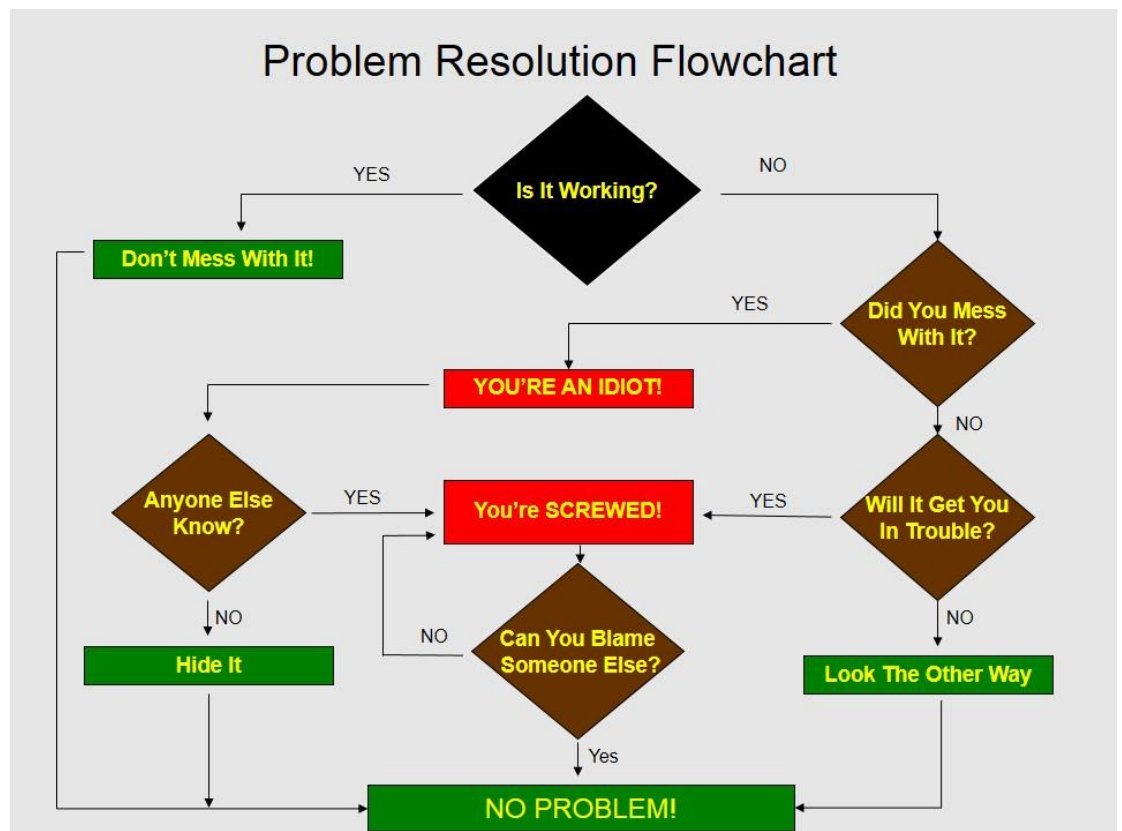 Problem Resolution Flowchart
Is It Working?
YES
NO
Don't Mess With It!
Did You Mess
With It?
YES
YOU'RE AN IDIOT!
NO
Anyone Else
Know?
YES
You're SCREWED!
YES
Will It Get You
In Trouble?
NO
Hide It
NO
Can You Blame
Someone Else?
NO
Look The Other Way
Yes
NO PROBLEM!